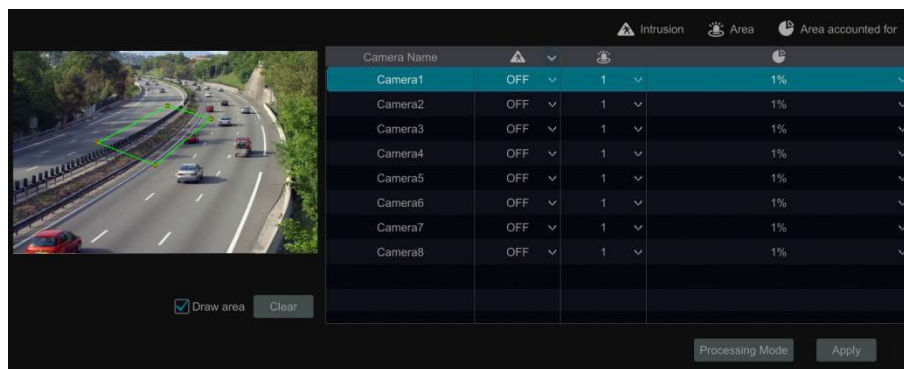 Intrusion Area Area accounted for
Camera Name
Camera1 OFF 1 1%
Camera2 OFF 1 1%
Camera3 OFF 1 1%
Camera4 OFF 1 1%
Camera5 OFF 1 1%
Camera6 OFF 1 1%
Camera7 OFF 1 1%
Camera8 OFF 1 1%
Draw area Clear
Processing Mode Apply